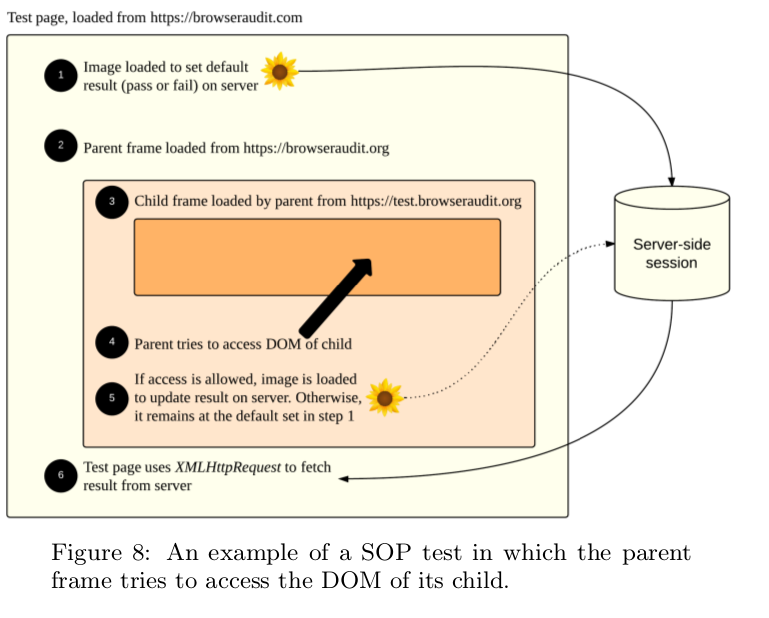 Test page, loaded from https://browseraudit.com
1
Image loaded to set default
result (pass or fail) on server
2
Parent frame loaded from https://browseraudit.org
3
Child frame loaded by parent from https://test.browseraudit.org
Server-side
session
4
Parent tries to access DOM of child
5
If access is allowed, image is loaded
to update result on server. Otherwise,
it remains at the default set in step 1
6
Test page uses XMLHttpRequest to fetch
result from server
Figure 8: An example of a SOP test in which the parent
frame tries to access the DOM of its child.